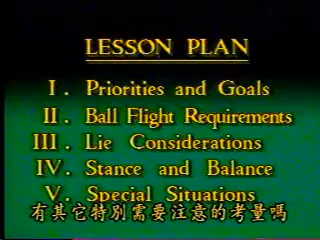 LESSON PLAN
I. Priorities and Goals
II. Ball Flight Requirements
III. Lie Considerations
IV. Stance and Balance
V. Special Situations
有其它特別需要注意的考量嗎